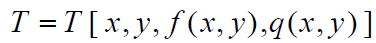 T = T [ x, y, f (x, y),q(x, y) ]